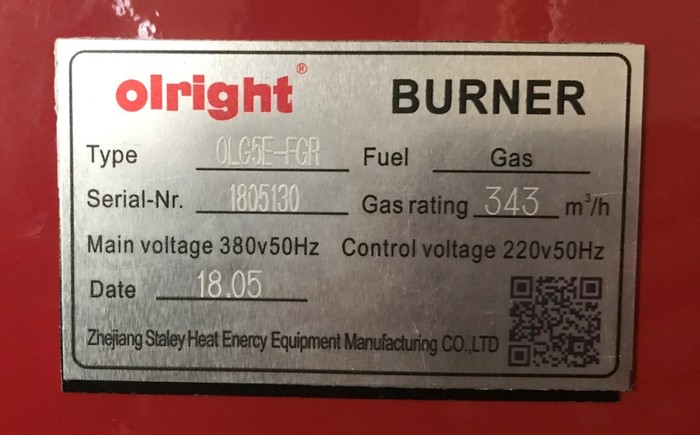 olright® BURNER
Type OLG5E-FGR Fuel Gas
Serial-Nr. 1805130 Gas rating 343 m³/h
Main voltage 380v50Hz Control voltage 220v50Hz
Date 18.05
Zhejiang Staley Heat Enercy Equipment Manufacturing CO.,LTD